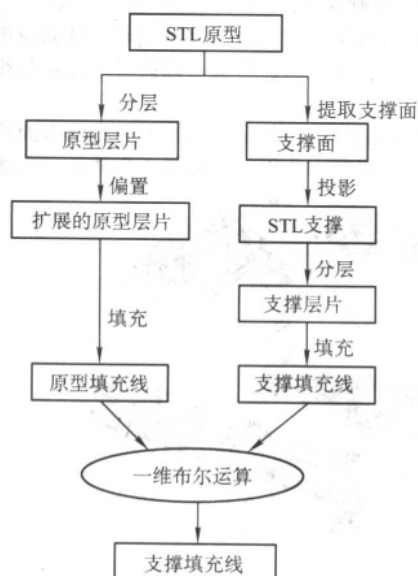 STL原型
分层
提取支撑面
原型层片
支撑面
偏置
投影
扩展的原型层片
STL支撑
分层
填充
支撑层片
填充
原型填充线
支撑填充线
一维布尔运算
支撑填充线